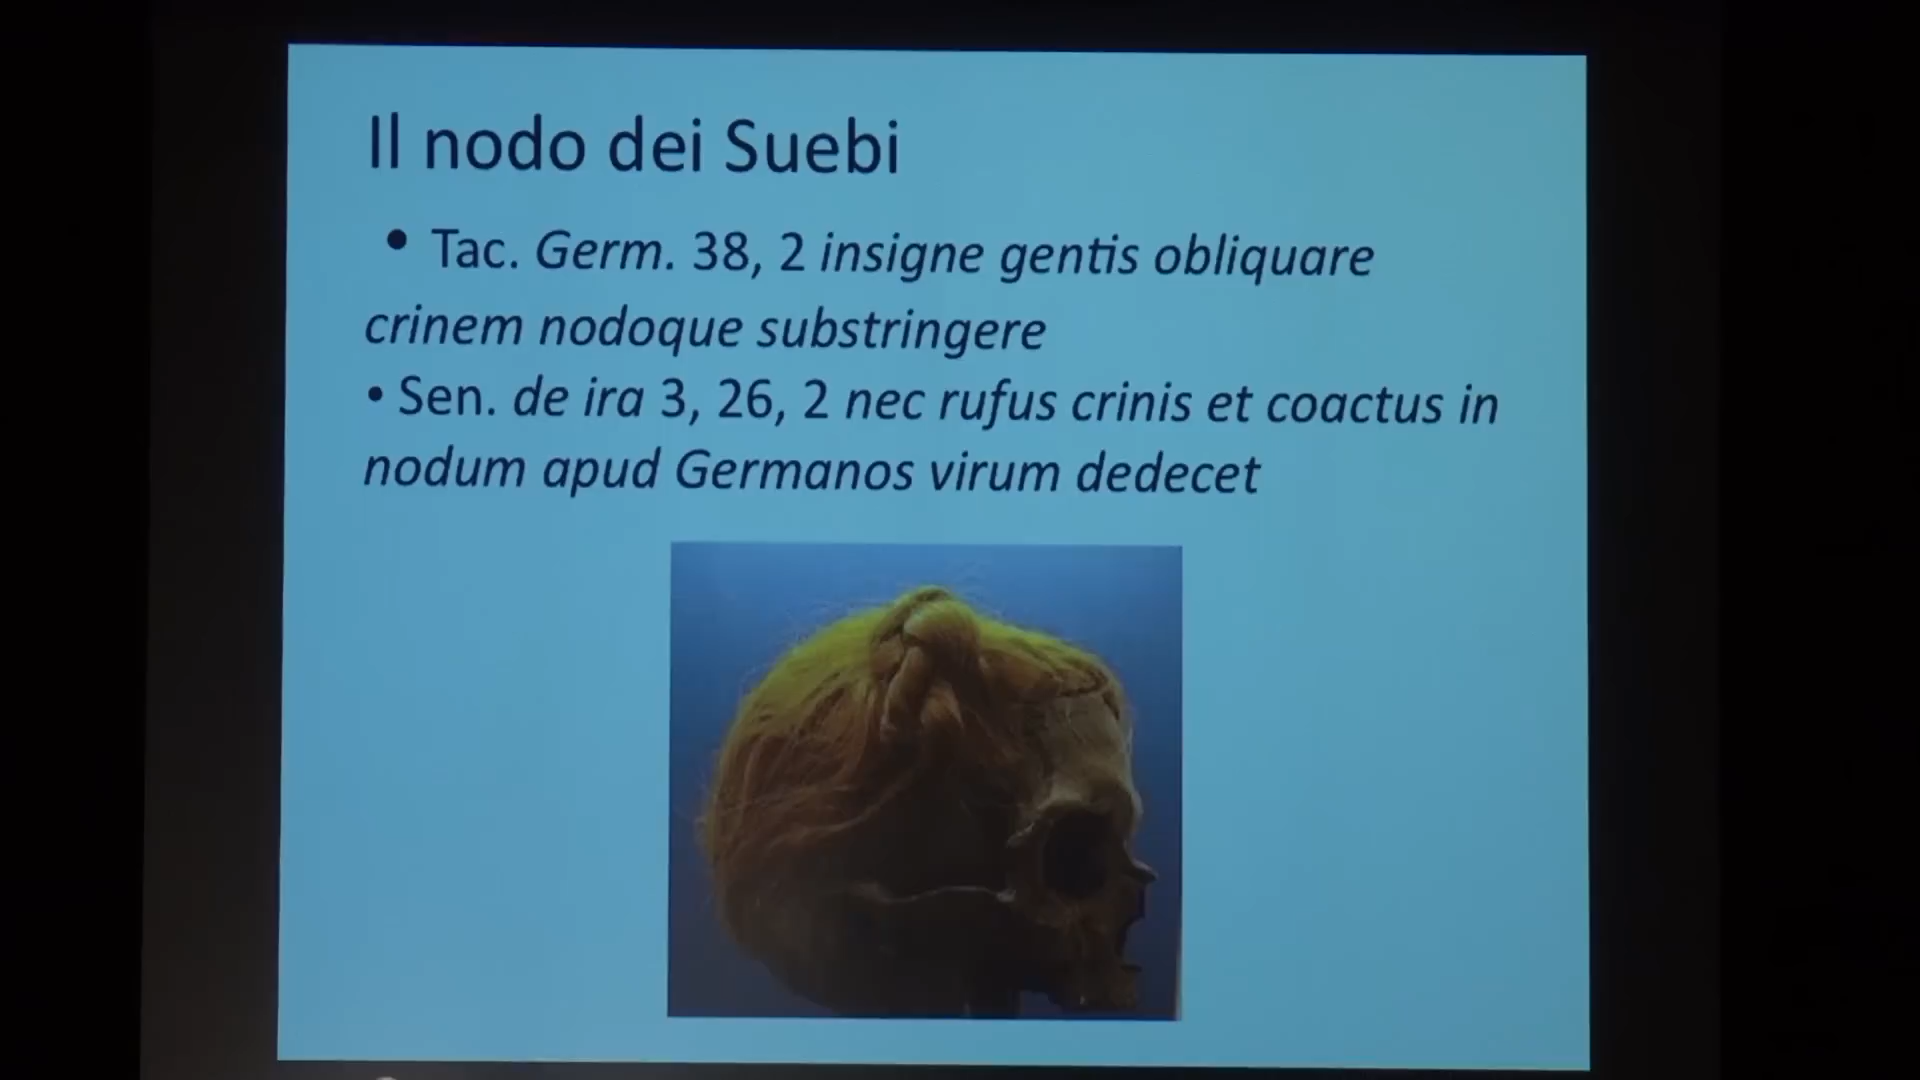 Il nodo dei Suebi
• Tac. Germ. 38, 2 insigne gentis obliquare
crinem nodoque substringere
• Sen. de ira 3, 26, 2 nec rufus crinis et coactus in
nodum apud Germanos virum dedecet